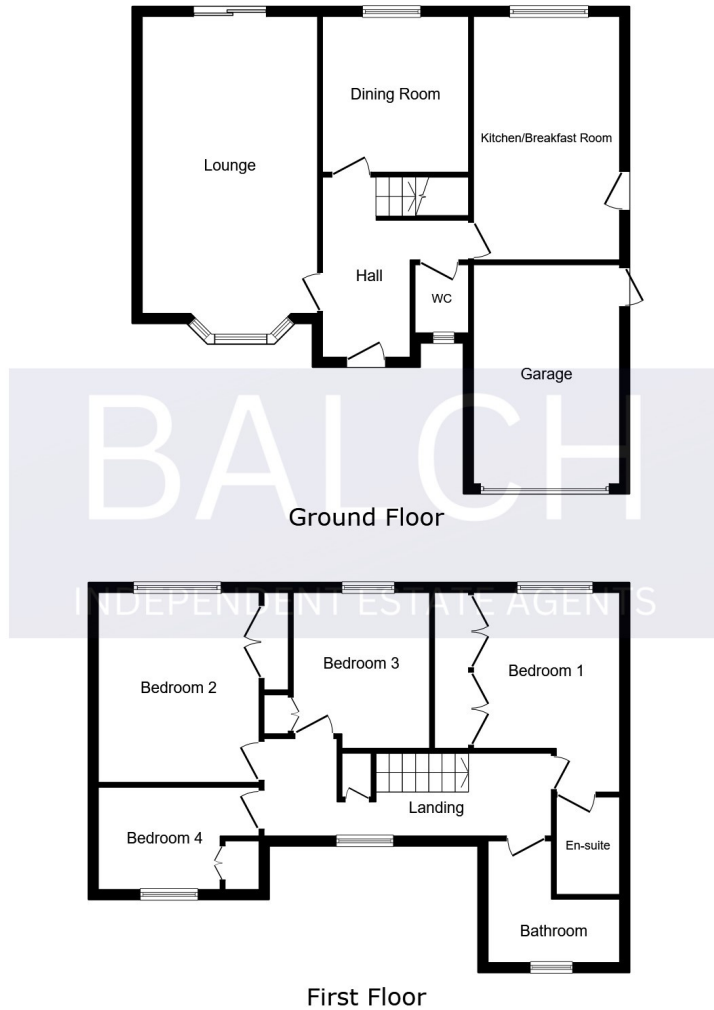 Dining Room
Kitchen/Breakfast Room
Lounge
Hall
WC
Garage
BALCH
Ground Floor
INDEPENDENT ESTATE AGENTS
Bedroom 2
Bedroom 3
Bedroom 1
Landing
Bedroom 4
En-suite
Bathroom
First Floor